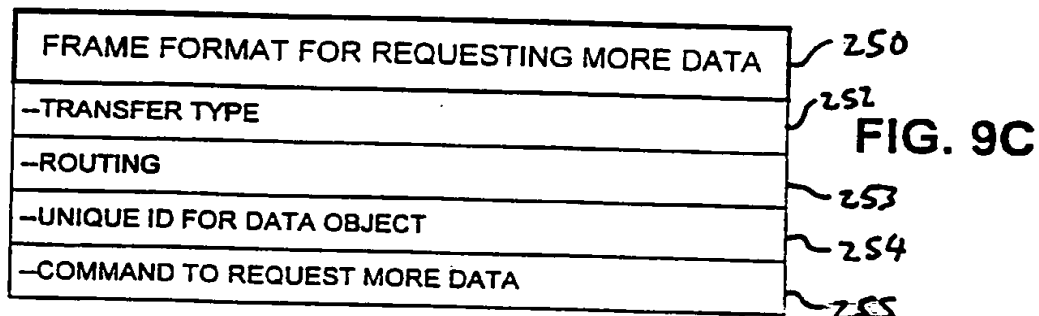 FRAME FORMAT FOR REQUESTING MORE DATA 250
–TRANSFER TYPE 252
FIG. 9C
–ROUTING 253
–UNIQUE ID FOR DATA OBJECT 254
–COMMAND TO REQUEST MORE DATA 255